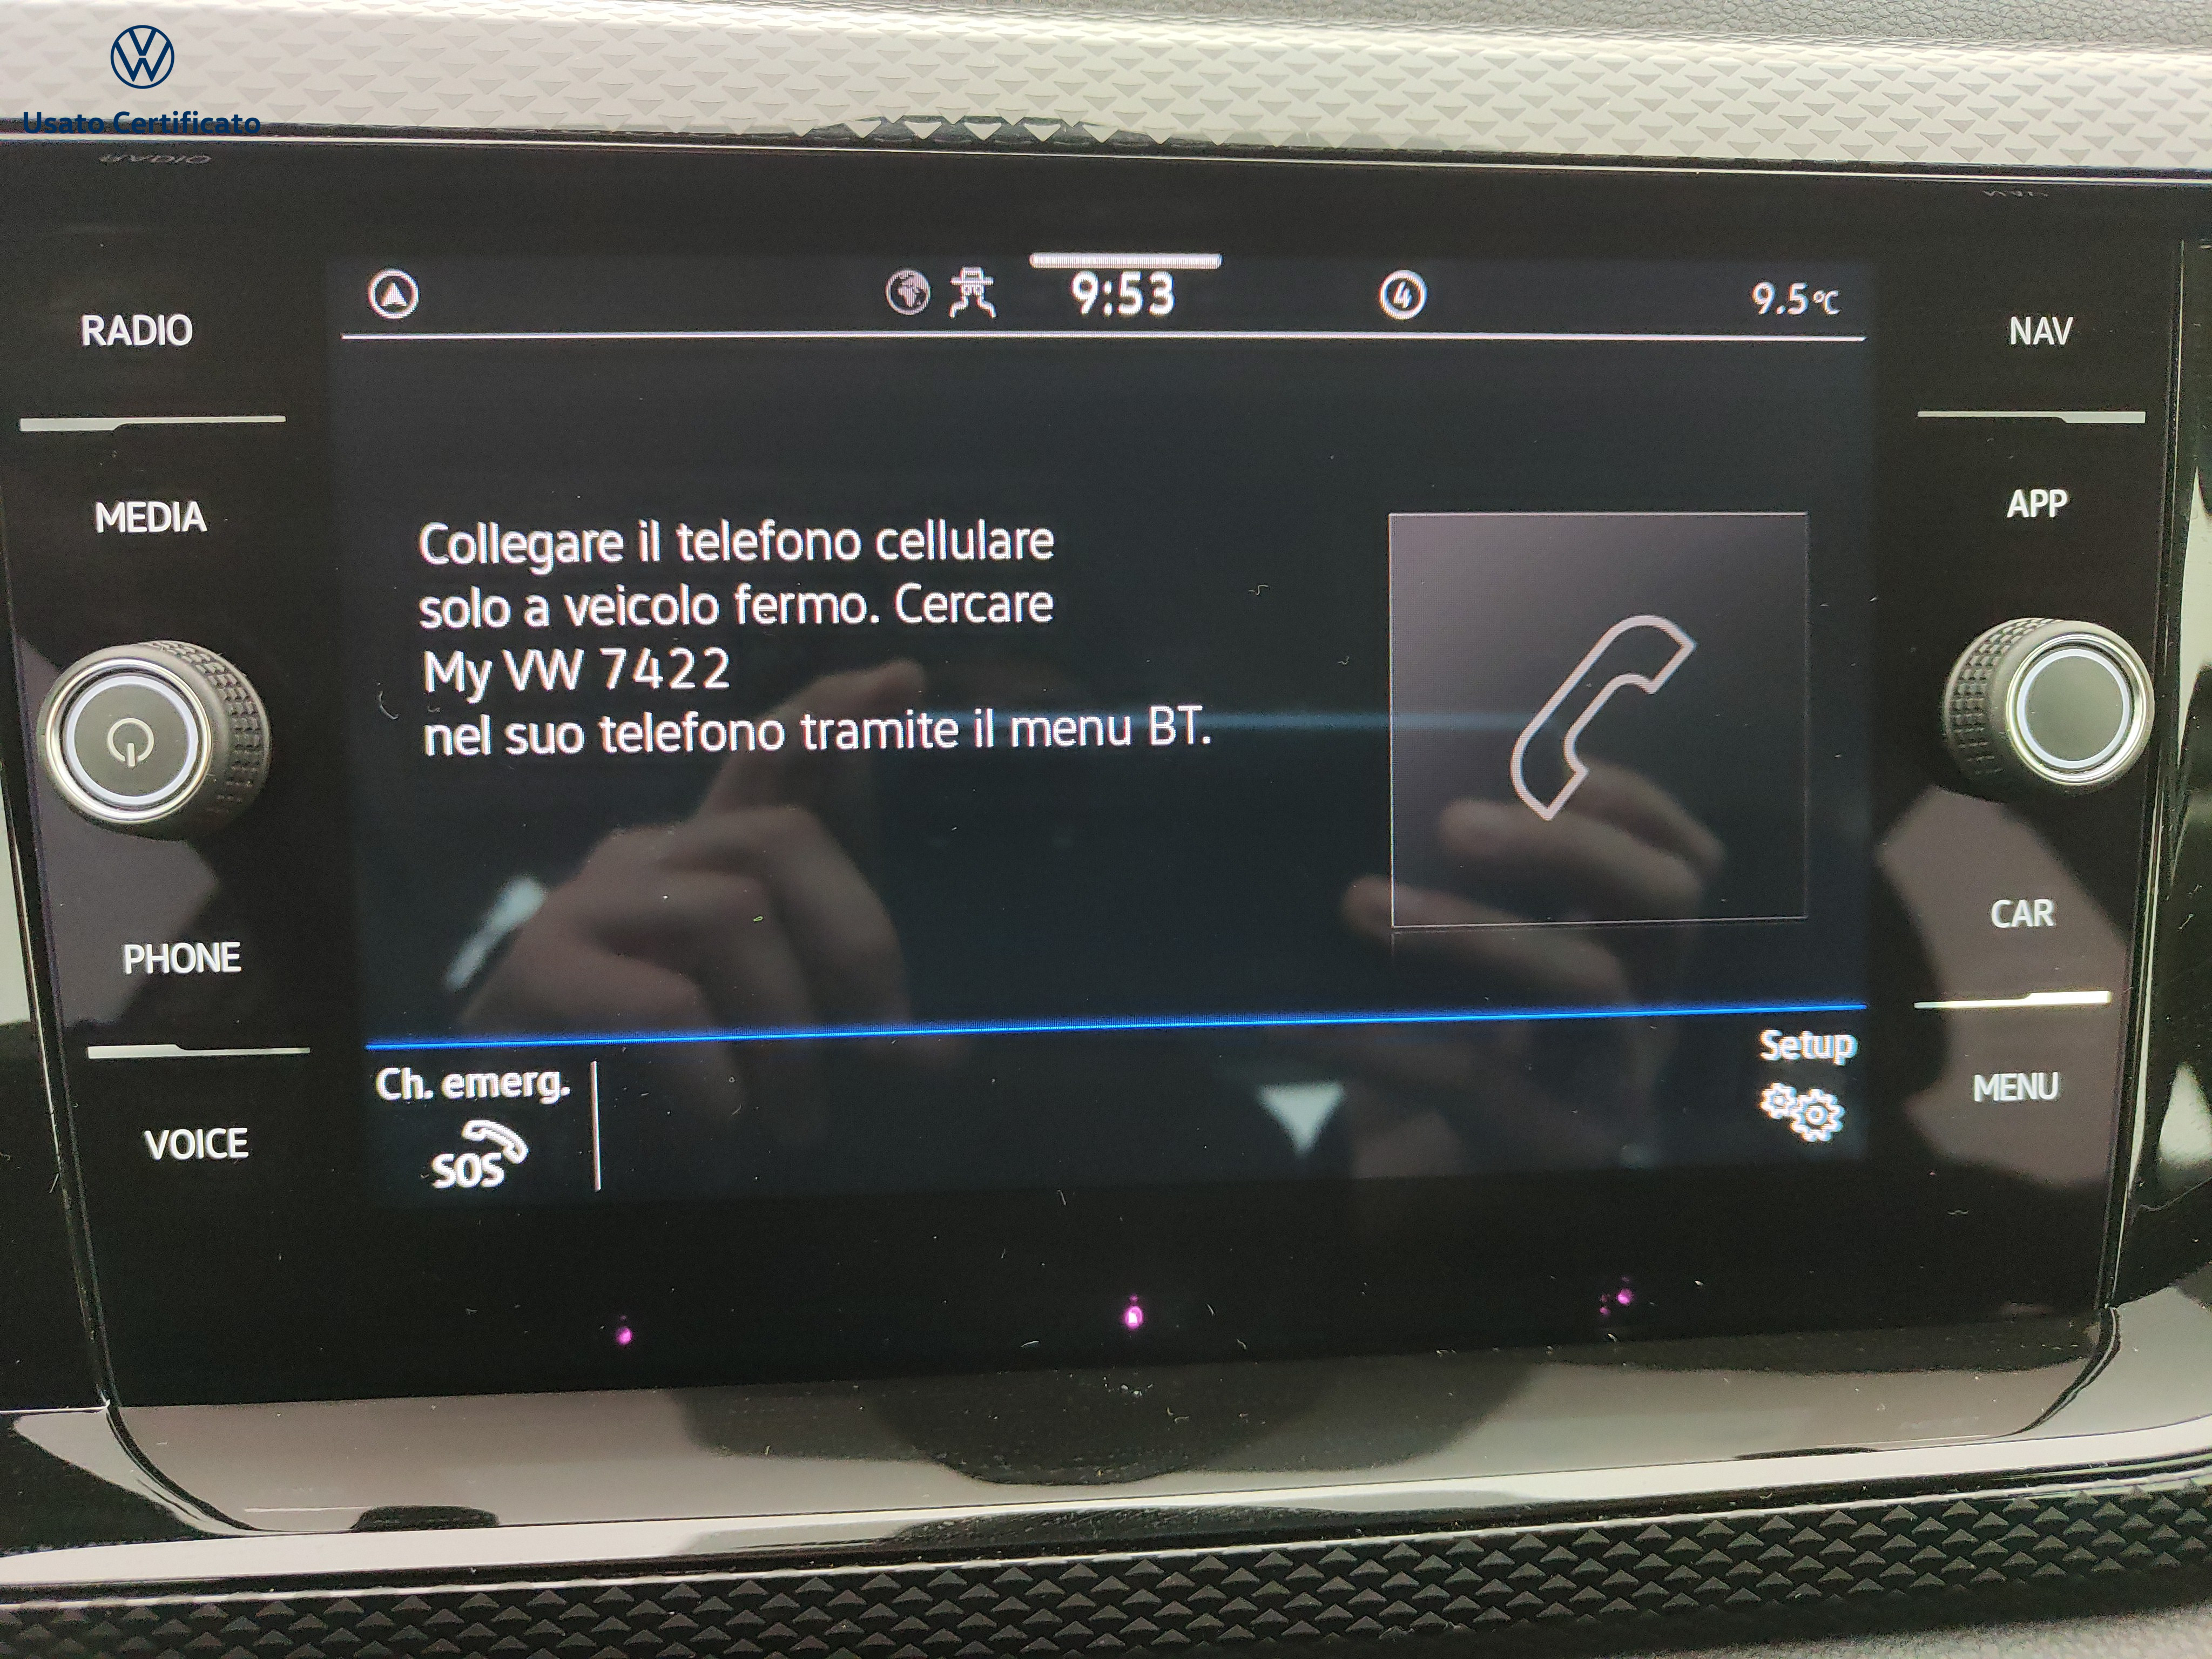 Usato Certificato
RADIO
MEDIA
PHONE
VOICE
9:53
4
9.5°C
Collegare il telefono cellulare
solo a veicolo fermo. Cercare
My VW 7422
nel suo telefono tramite il menu BT.
Ch. emerg.
SOS
Setup
NAV
APP
CAR
MENU